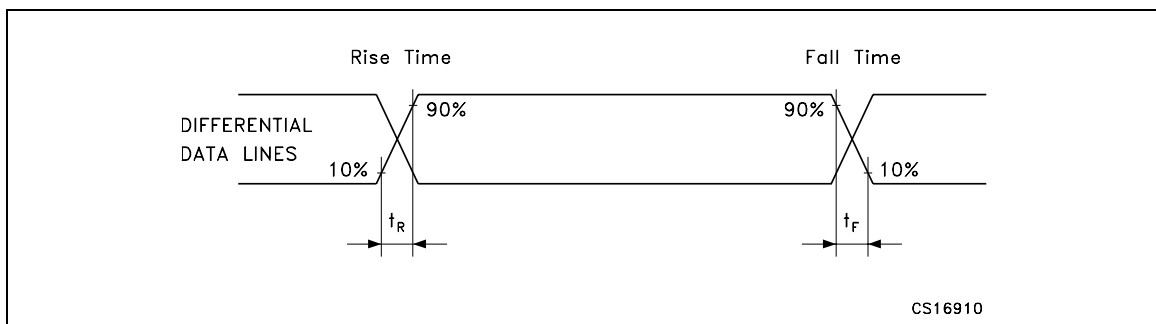 Rise Time
Fall Time
90%
90%
DIFFERENTIAL
DATA LINES
10%
10%
tR
tF
CS16910